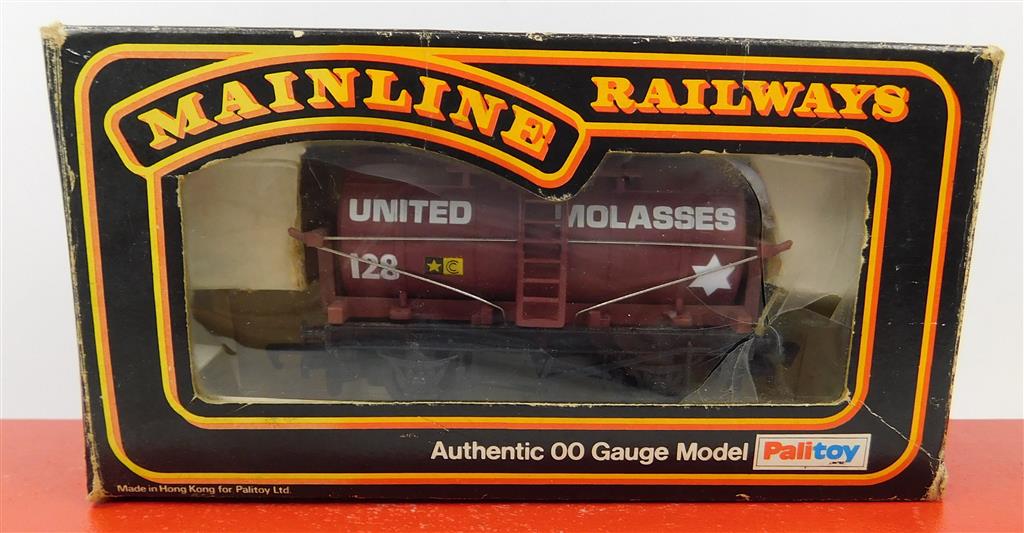 MAINLINE RAILWAYS
UNITED MOLASSES
128
C
Authentic 00 Gauge Model Palitoy
Made in Hong Kong for Palitoy Ltd.